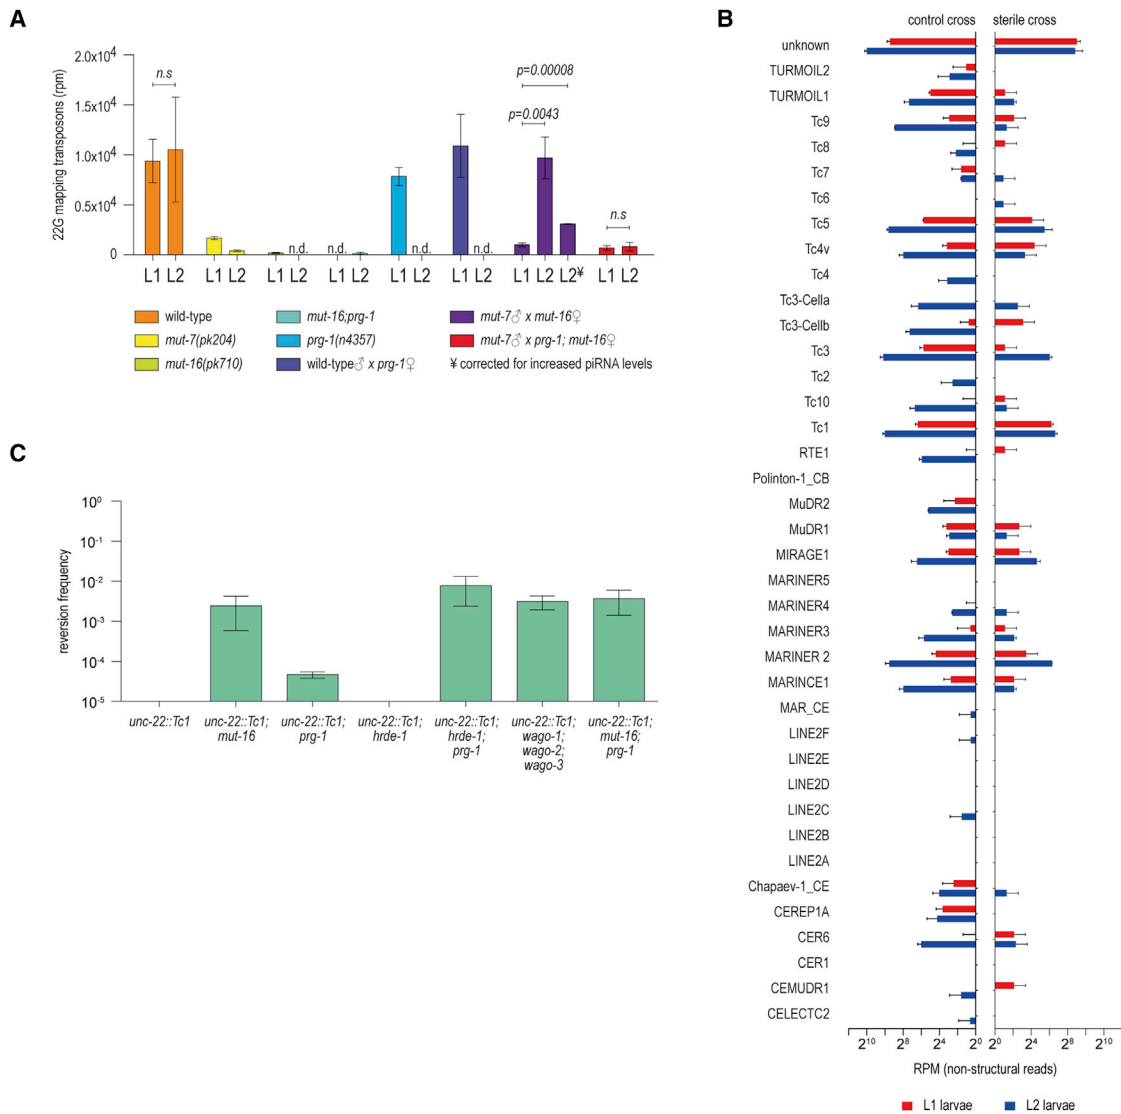 A
22G mapping transposons (rpm)
2.0x10⁴
1.5x10⁴
1.0x10⁴
0.5x10⁴
0
n.s
p=0.00008
p=0.0043
n.s
n.d. n.d. n.d. n.d.
L1 L2 L1 L2 L1 L2 L1 L2 L1 L2 L1 L2 L1 L2 L2¥ L1 L2
wild-type
mut-7(pk204)
mut-16(pk710)
mut-16;prg-1
prg-1(n4357)
wild-type♂ x prg-1♀
mut-7♂ x mut-16♀
mut-7♂ x prg-1; mut-16♀
¥ corrected for increased piRNA levels
B
control cross sterile cross
unknown
TURMOIL2
TURMOIL1
Tc9
Tc8
Tc7
Tc6
Tc5
Tc4v
Tc4
Tc3-CeIIa
Tc3-CeIIb
Tc3
Tc2
Tc10
Tc1
RTE1
Polinton-1_CB
MuDR2
MuDR1
MIRAGE1
MARINER5
MARINER4
MARINER3
MARINER 2
MARINCE1
MAR_CE
LINE2F
LINE2E
LINE2D
LINE2C
LINE2B
LINE2A
Chapaev-1_CE
CEREP1A
CER6
CER1
CEMUDR1
CELECTC2
2¹⁰ 2⁸ 2⁴ 2⁰ 2⁰ 2⁴ 2⁸ 2¹⁰
RPM (non-structural reads)
L1 larvae L2 larvae
C
reversion frequency
10⁰
10⁻¹
10⁻²
10⁻³
10⁻⁴
10⁻⁵
unc-22::Tc1
unc-22::Tc1;
mut-16
unc-22::Tc1;
prg-1
unc-22::Tc1;
hrde-1
unc-22::Tc1;
hrde-1;
prg-1
unc-22::Tc1;
wago-1;
wago-2;
wago-3
unc-22::Tc1;
mut-16;
prg-1